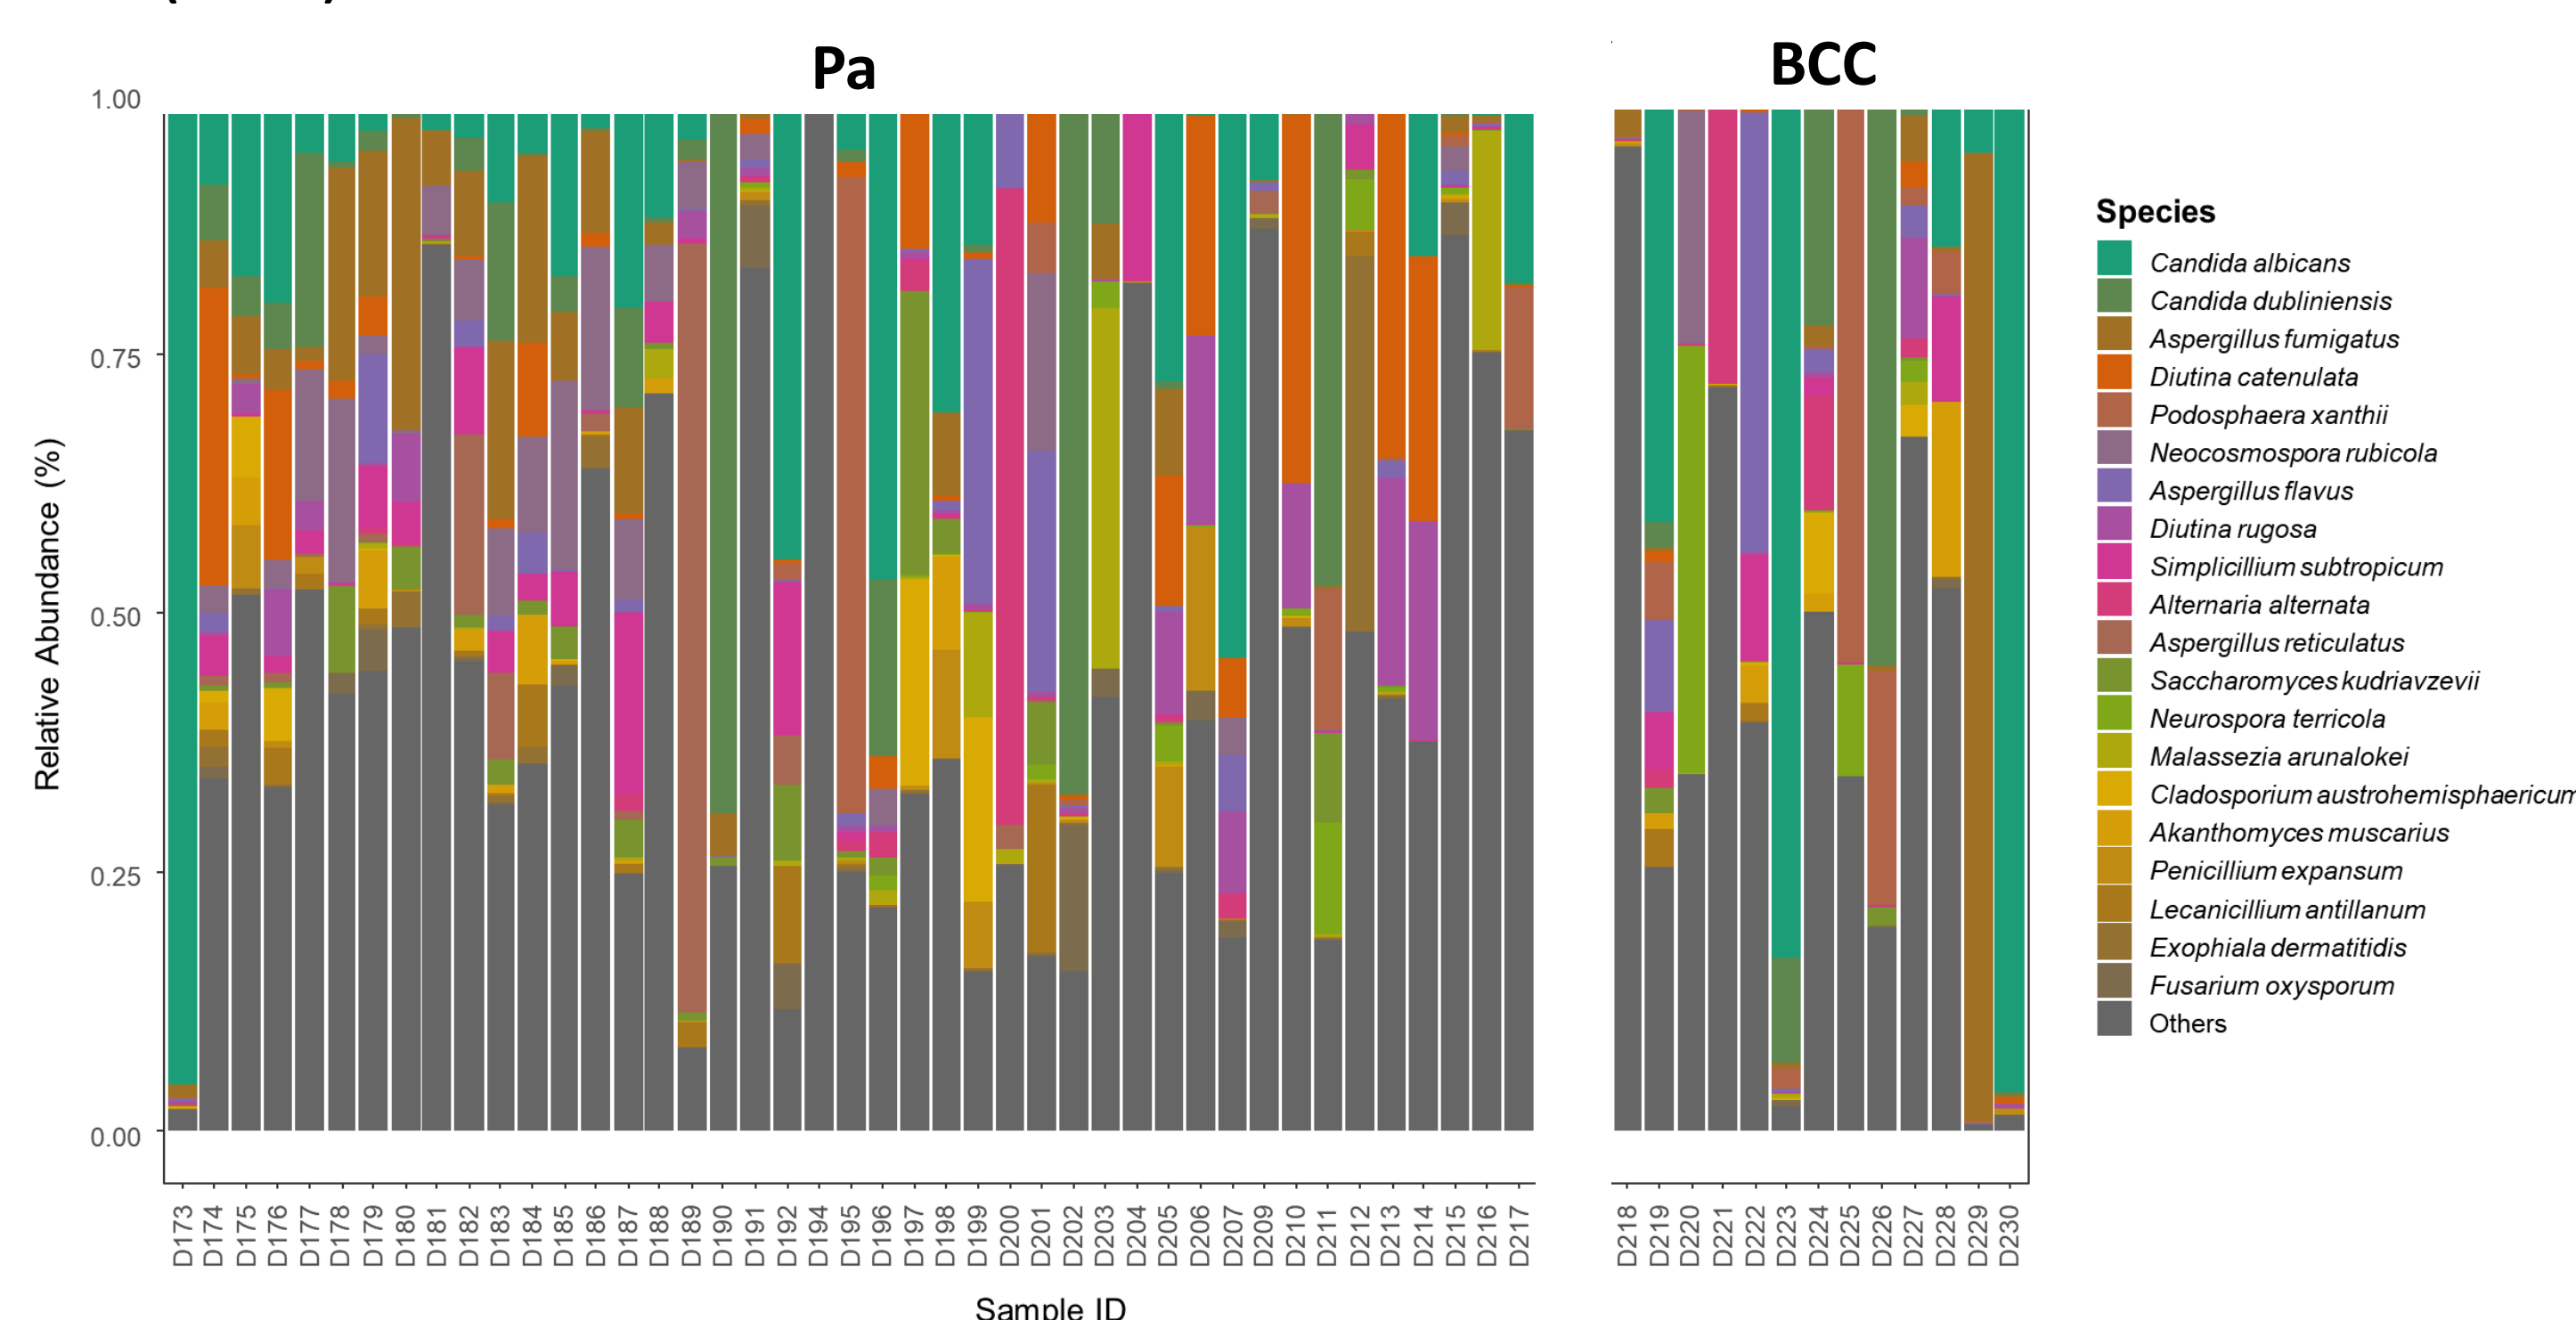 Pa
BCC
1.00
0.75
0.50
0.25
0.00
Relative Abundance (%)
D173 D174 D175 D176 D177 D178 D179 D180 D181 D182 D183 D184 D185 D186 D187 D188 D189 D190 D191 D192 D194 D195 D196 D197 D198 D199 D200 D201 D202 D203 D204 D205 D206 D207 D209 D210 D211 D212 D213 D214 D215 D216 D217
D218 D219 D220 D221 D222 D223 D224 D225 D226 D227 D228 D229 D230
Sample ID
Species
Candida albicans
Candida dubliniensis
Aspergillus fumigatus
Diutina catenulata
Podosphaera xanthii
Neocosmospora rubicola
Aspergillus flavus
Diutina rugosa
Simplicillium subtropicum
Alternaria alternata
Aspergillus reticulatus
Saccharomyces kudriavzevii
Neurospora terricola
Malassezia arunalokei
Cladosporium austrohemisphaericum
Akanthomyces muscarius
Penicillium expansum
Lecanicillium antillanum
Exophiala dermatitidis
Fusarium oxysporum
Others